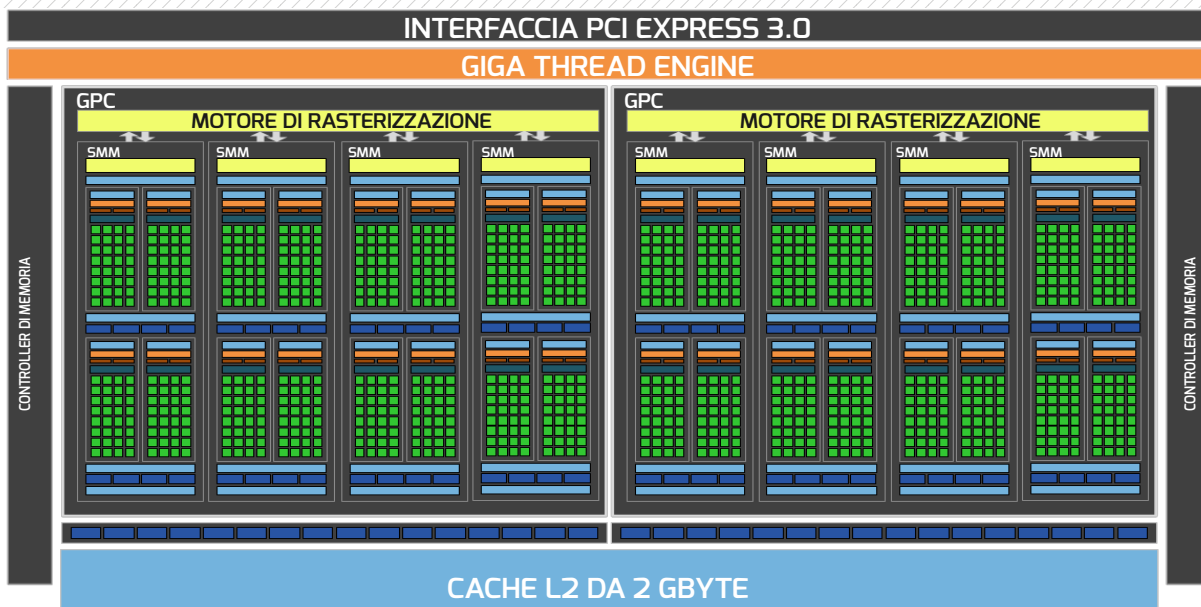 INTERFACCIA PCI EXPRESS 3.0
GIGA THREAD ENGINE
GPC
MOTORE DI RASTERIZZAZIONE
SMM SMM SMM SMM
GPC
MOTORE DI RASTERIZZAZIONE
SMM SMM SMM SMM
CONTROLLER DI MEMORIA
CONTROLLER DI MEMORIA
CACHE L2 DA 2 GBYTE